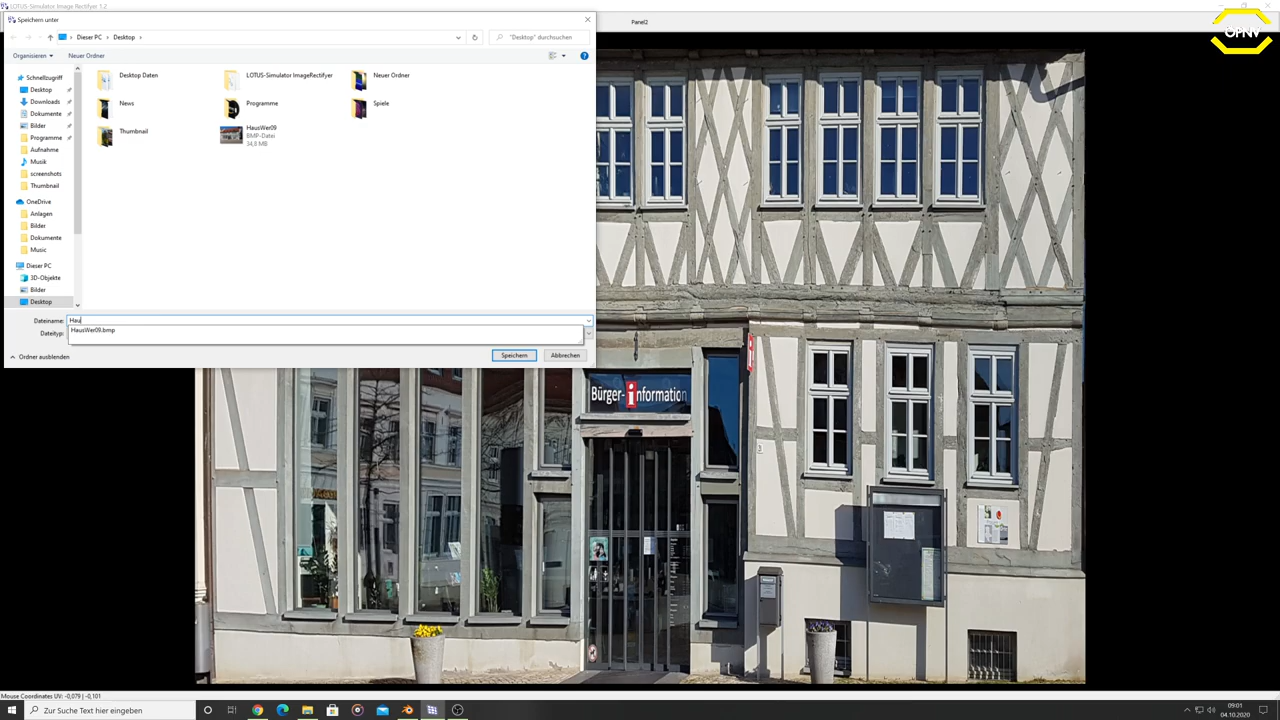 LOTUS-Simulator Image Rectifyer 1.2
Speichern unter
Panel2
ÖPNV
Dieser PC > Desktop >
"Desktop" durchsuchen
Organisieren
Neuer Ordner
Schnellzugriff
Desktop
Downloads
Dokumente
Bilder
Programme
Aufnahme
Musik
screenshots
Thumbnail
OneDrive
Anlagen
Bilder
Dokumente
Music
Dieser PC
3D-Objekte
Bilder
Desktop
Desktop Daten
LOTUS-Simulator ImageRectifyer
Neuer Ordner
News
Programme
Spiele
Thumbnail
HausWer09
BMP-Datei
34,8 MB
Dateiname: Hau
HausWer09.bmp
Dateityp:
Ordner ausblenden
Speichern
Abbrechen
Bürger-information
3
Mouse Coordinates UV: -0,079 | -0,101
Zur Suche Text hier eingeben
09:01
04.10.2020